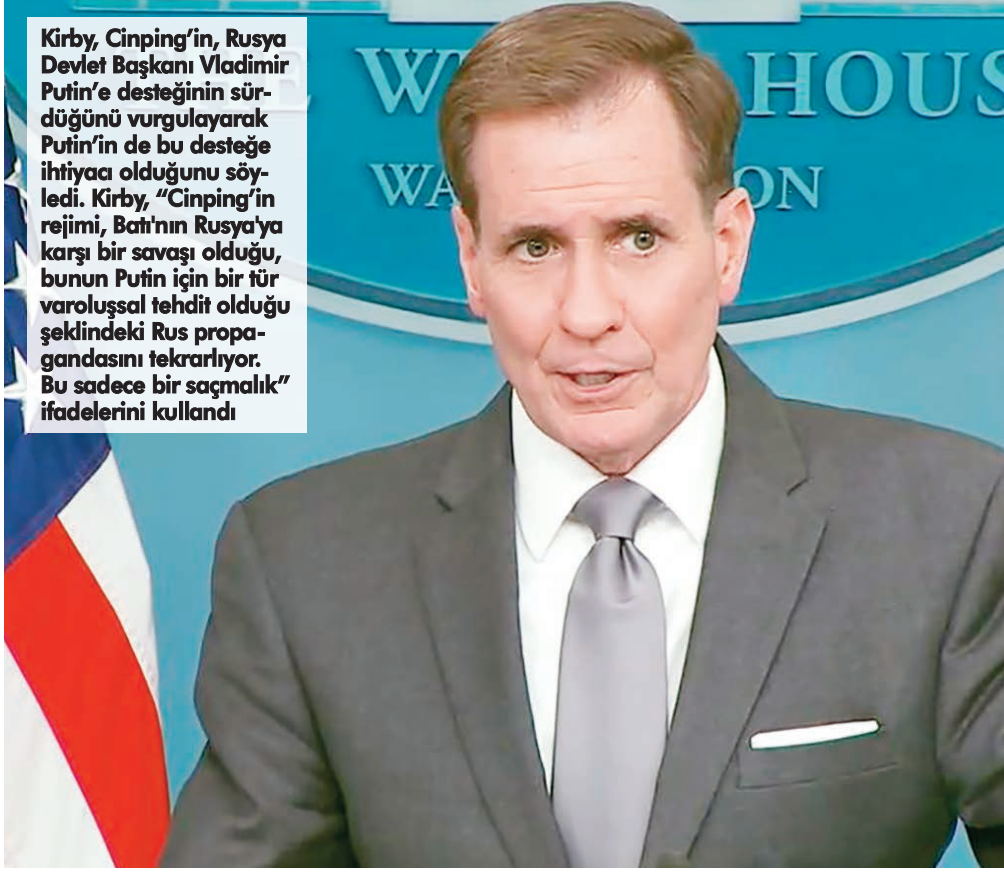 Kirby, Cinping’in, Rusya
Devlet Başkanı Vladimir
Putin’e desteğinin sür-
düğünü vurgulayarak
Putin’in de bu desteğe
ihtiyacı olduğunu söy-
ledi. Kirby, “Cinping’in
rejimi, Batı'nın Rusya'ya
karşı bir savaşı olduğu,
bunun Putin için bir tür
varoluşsal tehdit olduğu
şeklindeki Rus propa-
gandasını tekrarlıyor.
Bu sadece bir saçmalık”
ifadelerini kullandı
HOUS